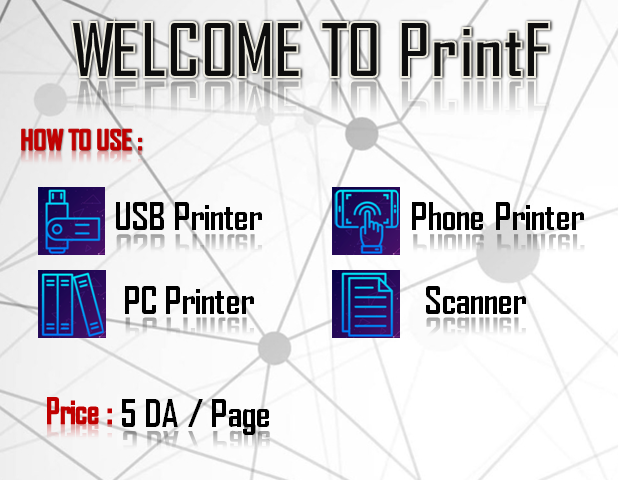 WELCOME TO PrintF
HOW TO USE :
USB Printer
Phone Printer
PC Printer
Scanner
Price : 5 DA / Page